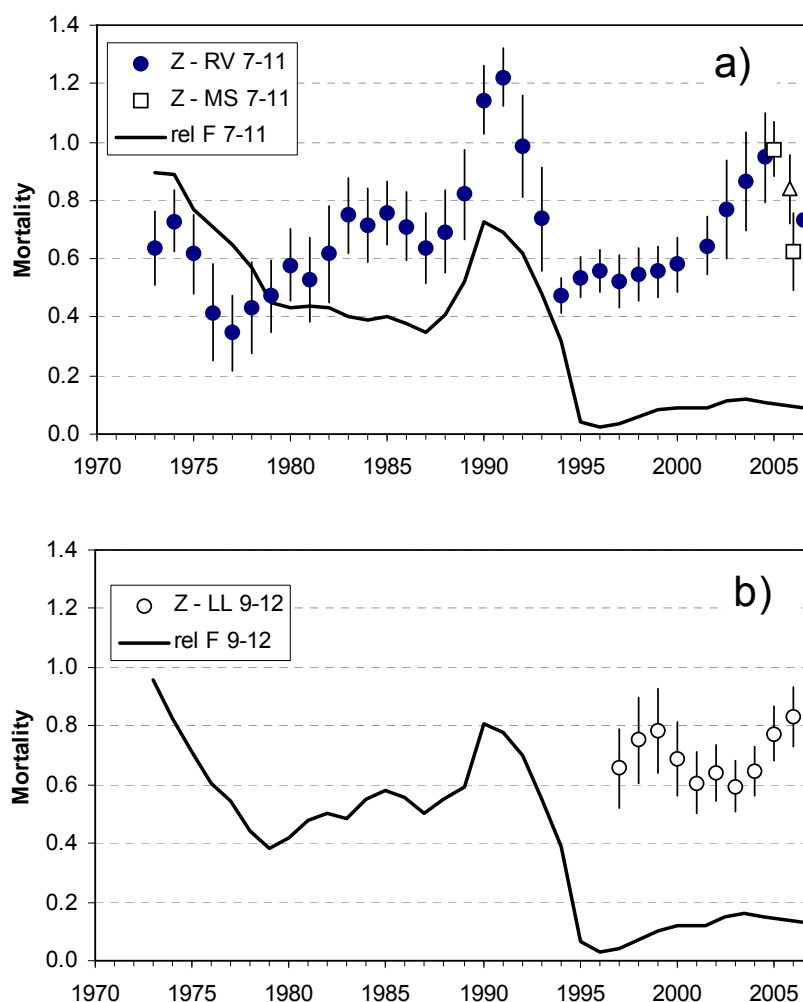 1.4
a)
Z - RV 7-11
1.2
Z - MS 7-11
1.0
rel F 7-11
0.8
Mortality
0.6
0.4
0.2
0.0
1970 1975 1980 1985 1990 1995 2000 2005
1.4
b)
Z - LL 9-12
1.2
rel F 9-12
1.0
0.8
Mortality
0.6
0.4
0.2
0.0
1970 1975 1980 1985 1990 1995 2000 2005